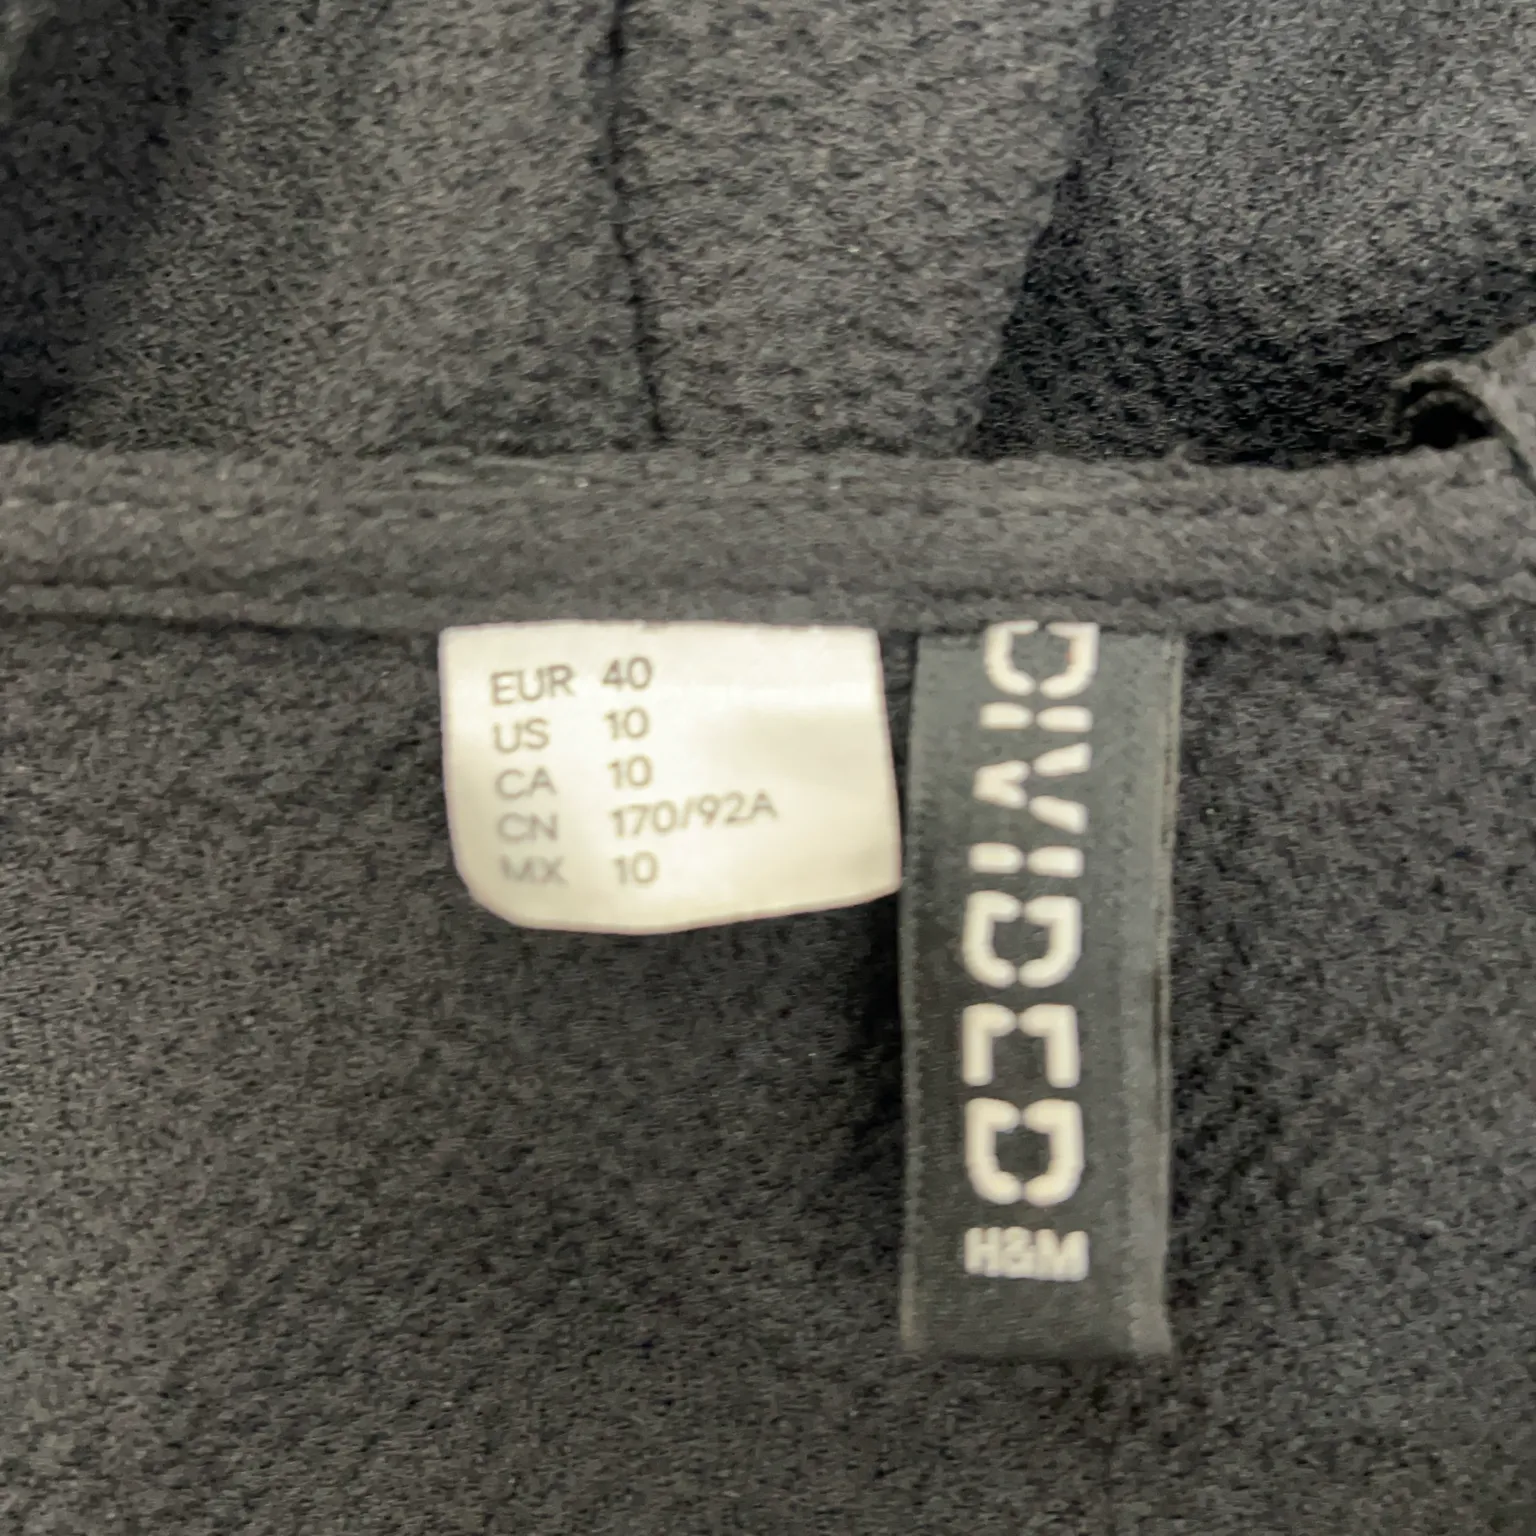 EUR 40
US 10
CA 10
CN 170/92A
MX 10
DIVIDED
H&M